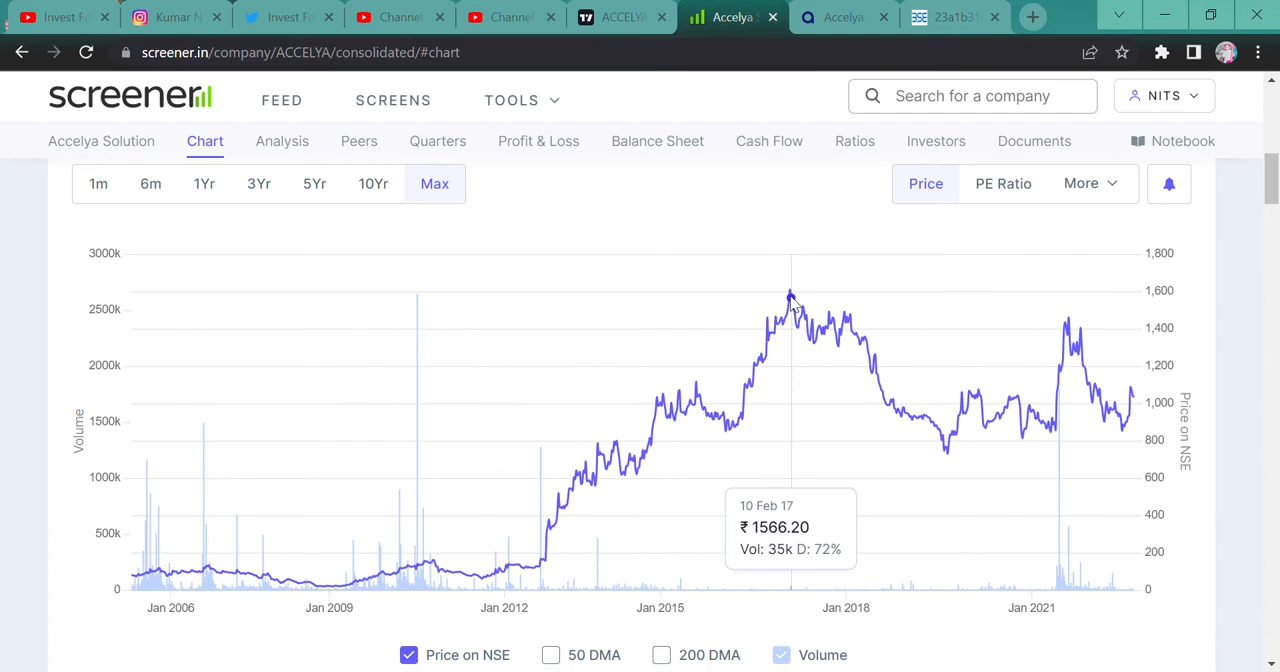 Invest Fo
Kumar N
Invest Fo
Channel
Channel
ACCELYA
Accelya S
Accelya
23a1b31
screener.in/company/ACCELYA/consolidated/#chart
screener
FEED
SCREENS
TOOLS
Search for a company
NITS
Accelya Solution
Chart
Analysis
Peers
Quarters
Profit & Loss
Balance Sheet
Cash Flow
Ratios
Investors
Documents
Notebook
1m
6m
1Yr
3Yr
5Yr
10Yr
Max
Price
PE Ratio
More
3000k
2500k
2000k
1500k
1000k
500k
0
Volume
1,800
1,600
1,400
1,200
1,000
800
600
400
200
0
Price on NSE
10 Feb 17
₹ 1566.20
Vol: 35k D: 72%
Jan 2006
Jan 2009
Jan 2012
Jan 2015
Jan 2018
Jan 2021
Price on NSE
50 DMA
200 DMA
Volume